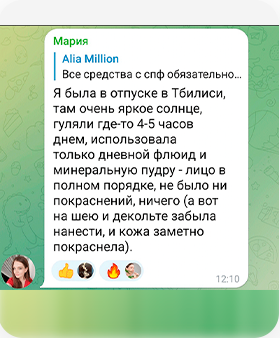 Мария
Alia Million
Все средства с спф обязательно...
Я была в отпуске в Тбилиси,
там очень яркое солнце,
гуляли где-то 4-5 часов
днем, использовала
только дневной флюид и
минеральную пудру - лицо в
полном порядке, не было ни
покраснений, ничего (а вот
на шею и декольте забыла
нанести, и кожа заметно
покраснела).
12:10